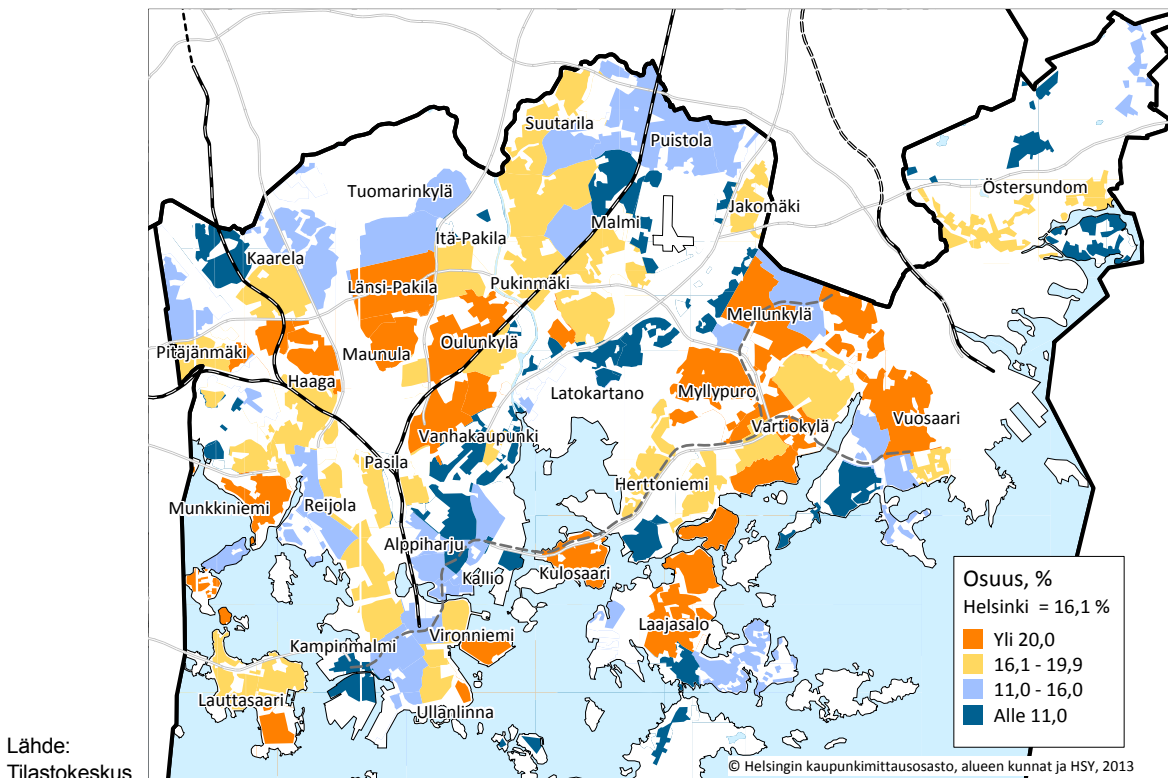 Suutarila
Puistola
Tuomarinkylä
Östersundom
Jakomäki
Malmi
Itä-Pakila
Kaarela
Länsi-Pakila
Pukinmäki
Mellunkylä
Oulunkylä
Pitäjänmäki
Maunula
Haaga
Latokartano
Myllypuro
Vuosaari
Vartiokylä
Vanhakaupunki
Pasila
Herttoniemi
Munkkiniemi
Reijola
Alppiharju
Kallio
Kulosaari
Laajasalo
Vironniemi
Kampinmalmi
Lauttasaari
Ullanlinna
Osuus, %
Helsinki = 16,1 %
Yli 20,0
16,1 - 19,9
11,0 - 16,0
Alle 11,0
Lähde:
Tilastokeskus
© Helsingin kaupunkimittausosasto, alueen kunnat ja HSY, 2013